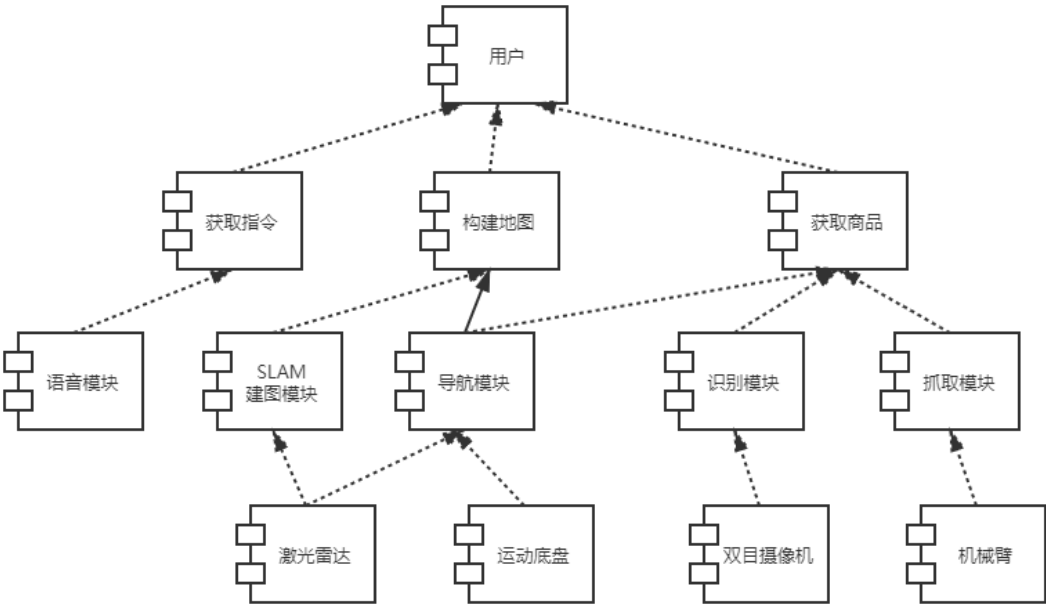 用户
获取指令
构建地图
获取商品
语音模块
SLAM
建图模块
导航模块
识别模块
抓取模块
激光雷达
运动底盘
双目摄像机
机械臂